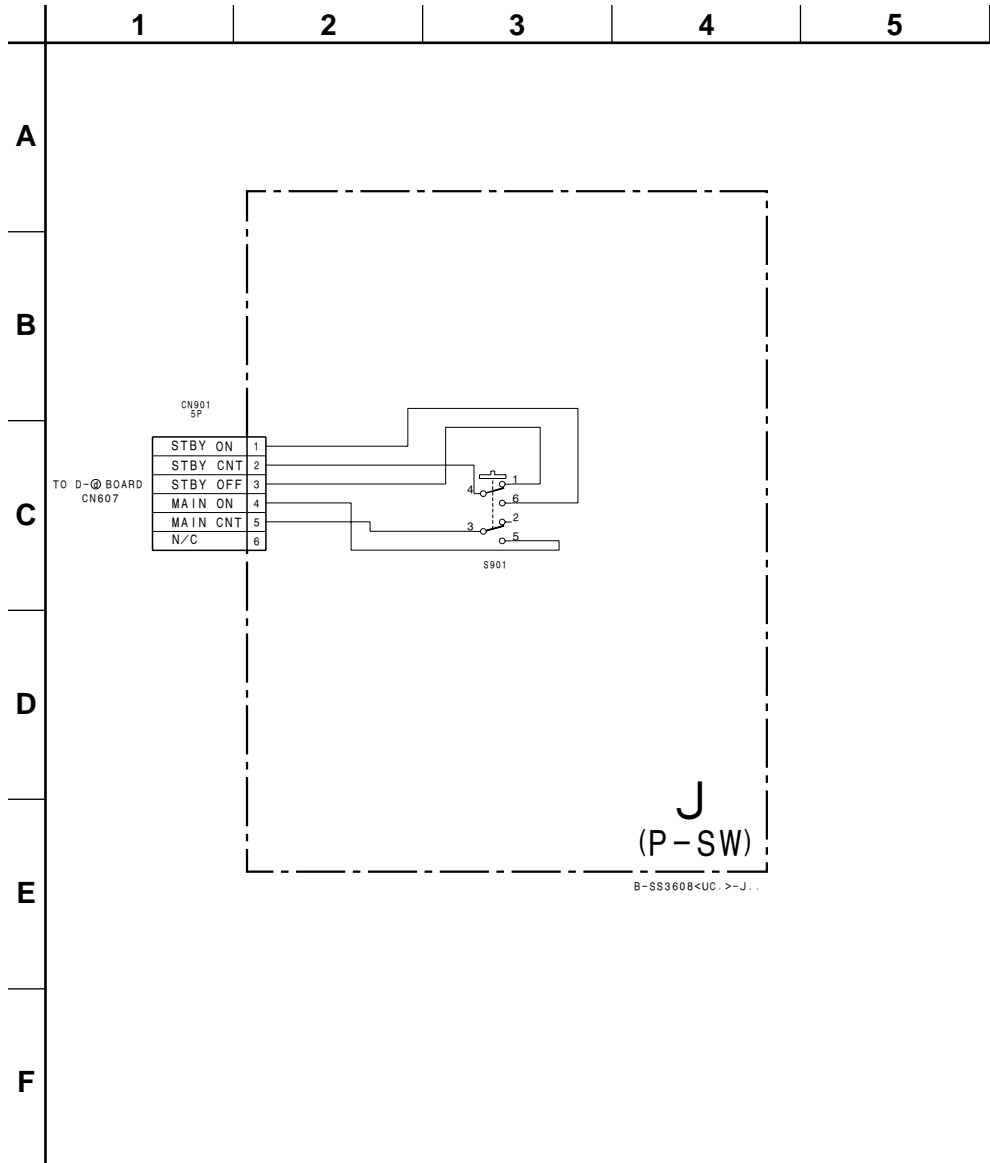 1 2 3 4 5
A
B
C
D
E
F
CN901
5P
STBY ON 1
STBY CNT 2
STBY OFF 3
MAIN ON 4
MAIN CNT 5
N/C 6
TO D-ⓓ BOARD
CN607
1
4
6
2
3
5
S901
J
(P-SW)
B-SS3608<UC.>-J..